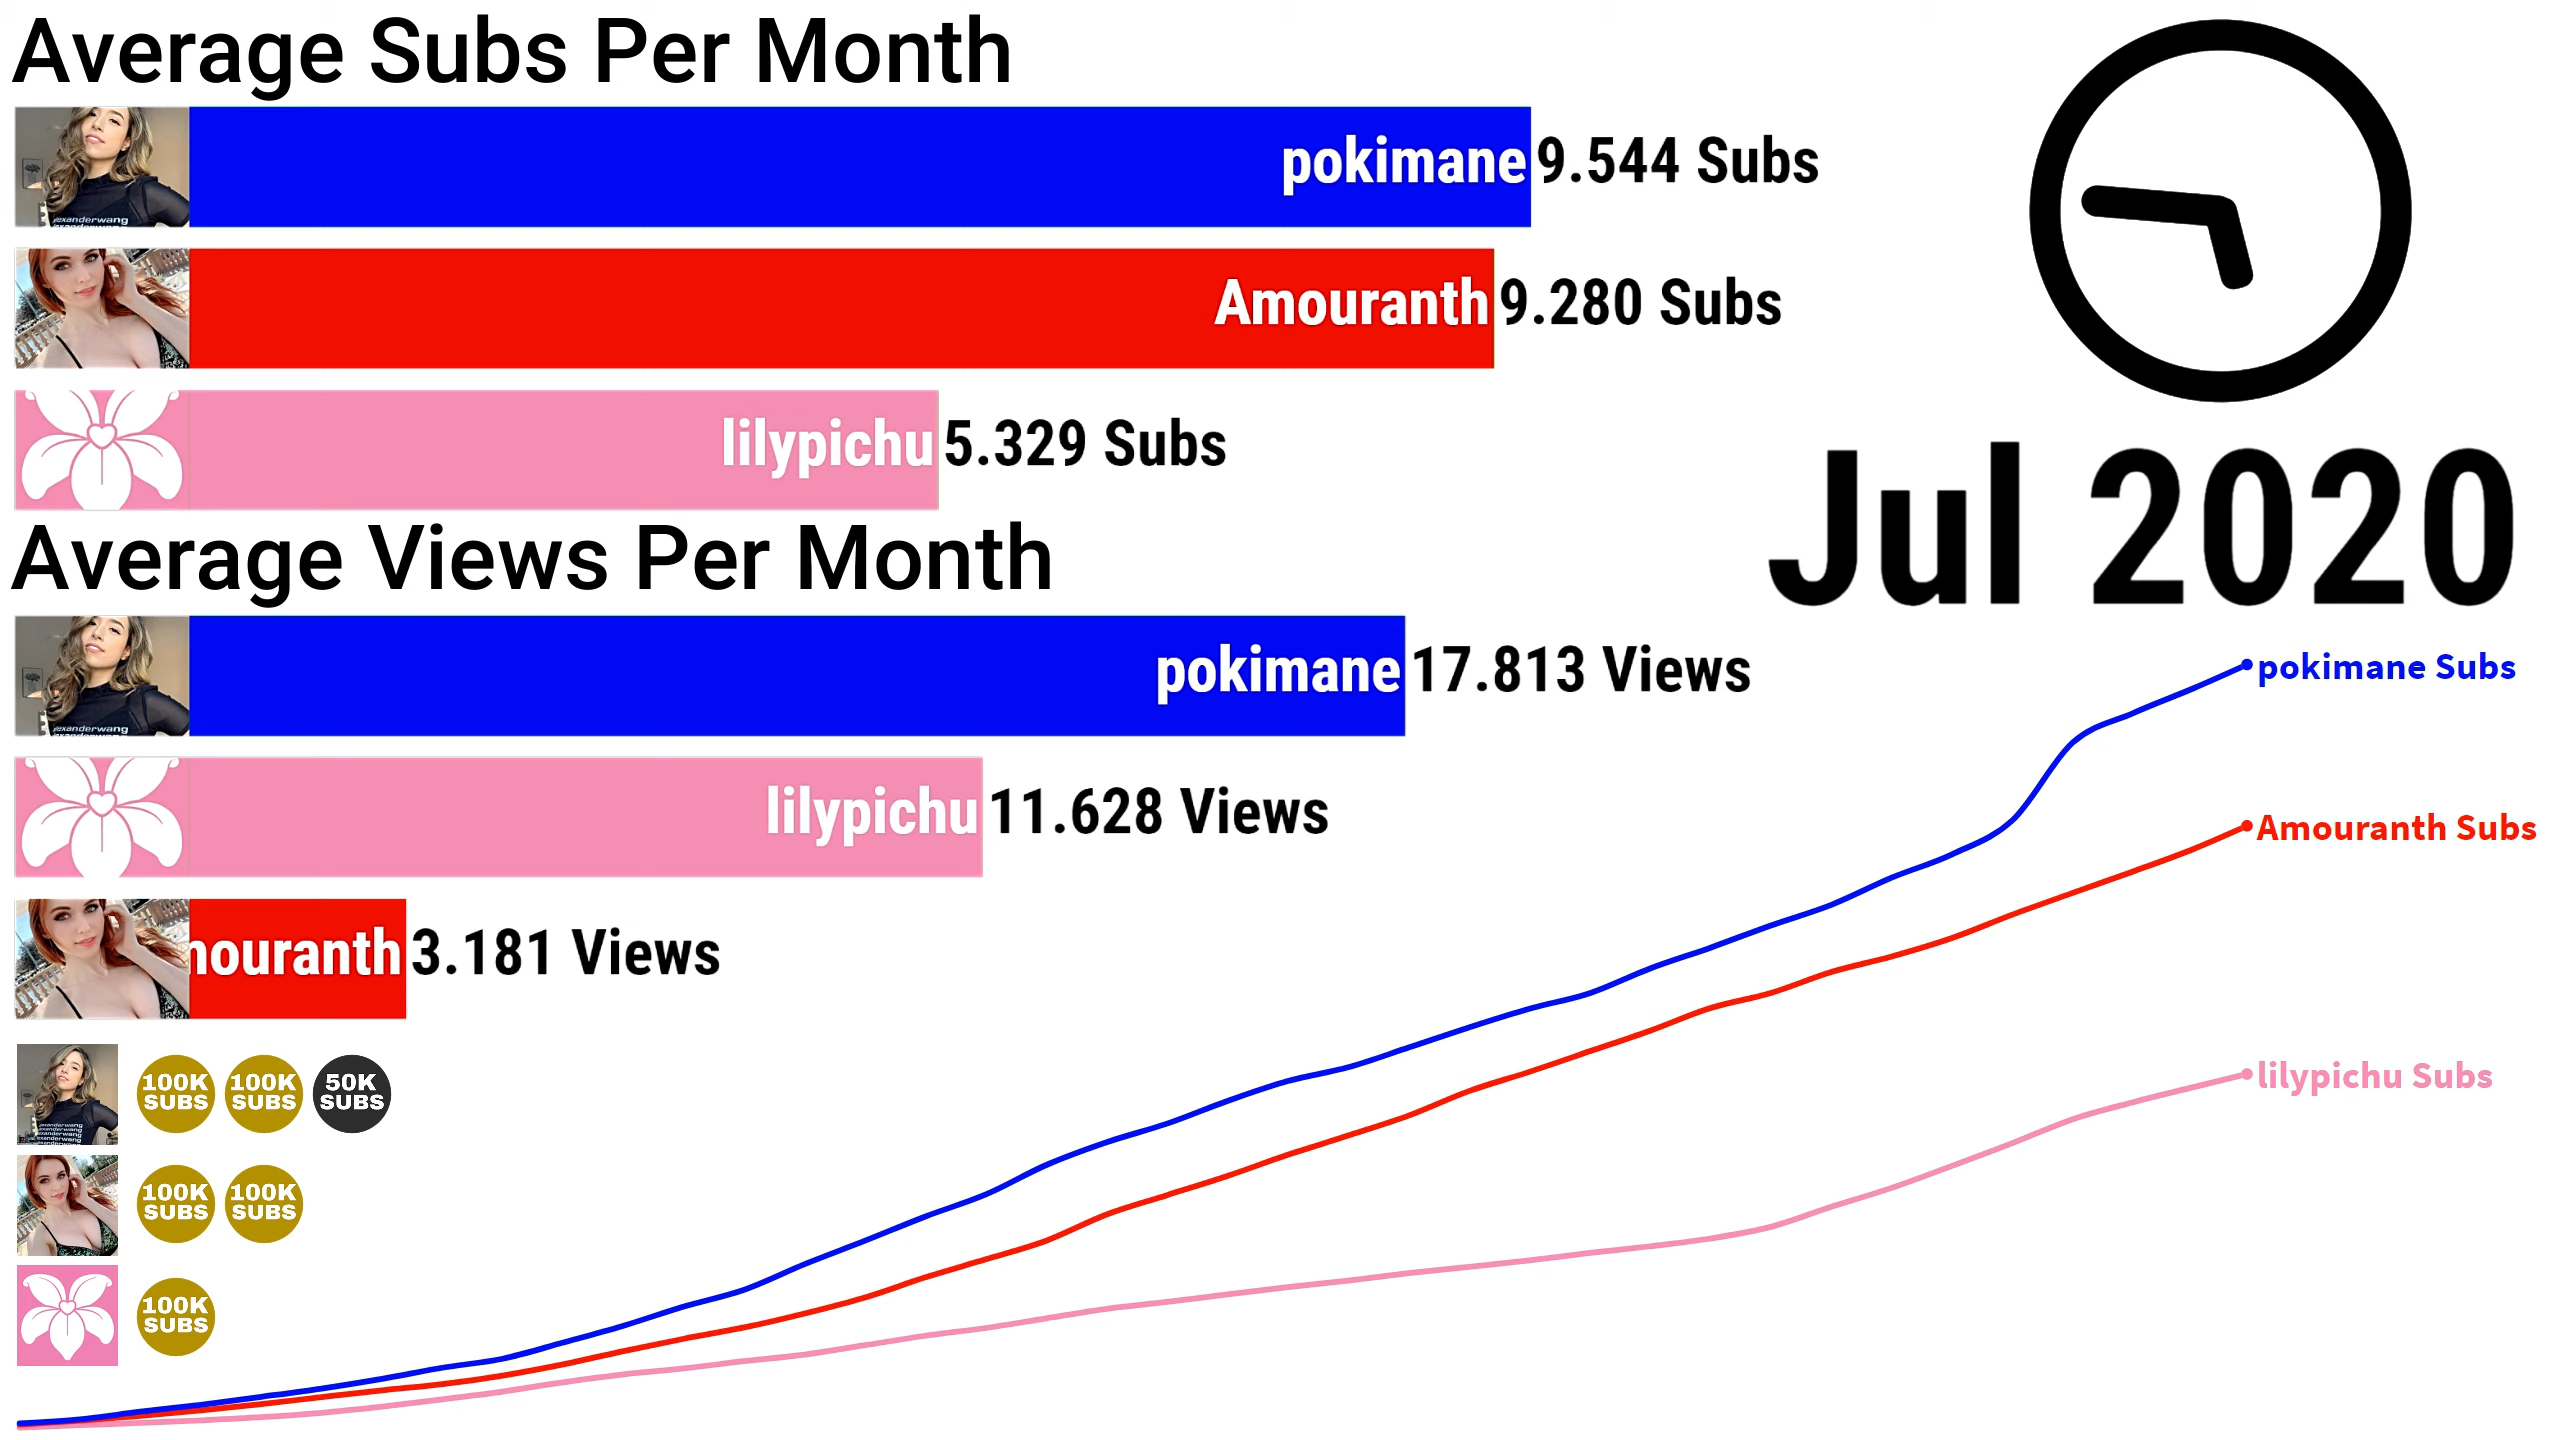 Average Subs Per Month
pokimane 9.544 Subs
Amouranth 9.280 Subs
lilypichu 5.329 Subs
Jul 2020
Average Views Per Month
pokimane 17.813 Views
lilypichu 11.628 Views
mouranth 3.181 Views
pokimane Subs
Amouranth Subs
lilypichu Subs
100K SUBS 100K SUBS 50K SUBS
100K SUBS 100K SUBS
100K SUBS